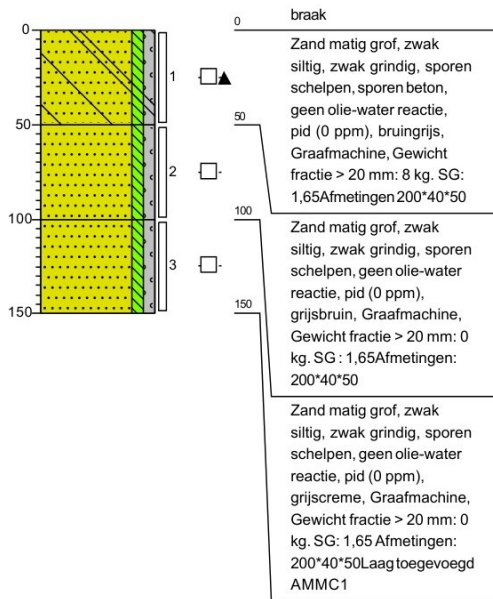 0
50
100
150
1
2
3
0
braak
Zand matig grof, zwak
siltig, zwak grindig, sporen
schelpen, sporen beton,
geen olie-water reactie,
pid (0 ppm), bruingrijs,
Graafmachine, Gewicht
fractie > 20 mm: 8 kg. SG:
1,65Afmetingen 200*40*50
50
Zand matig grof, zwak
siltig, zwak grindig, sporen
schelpen, geen olie-water
reactie, pid (0 ppm),
grijsbruin, Graafmachine,
Gewicht fractie > 20 mm: 0
kg. SG : 1,65Afmetingen:
200*40*50
100
Zand matig grof, zwak
siltig, zwak grindig, sporen
schelpen, geen olie-water
reactie, pid (0 ppm),
grijscreme, Graafmachine,
Gewicht fractie > 20 mm: 0
kg. SG : 1,65 Afmetingen:
200*40*50Laag toegevoegd
AMMC1
150